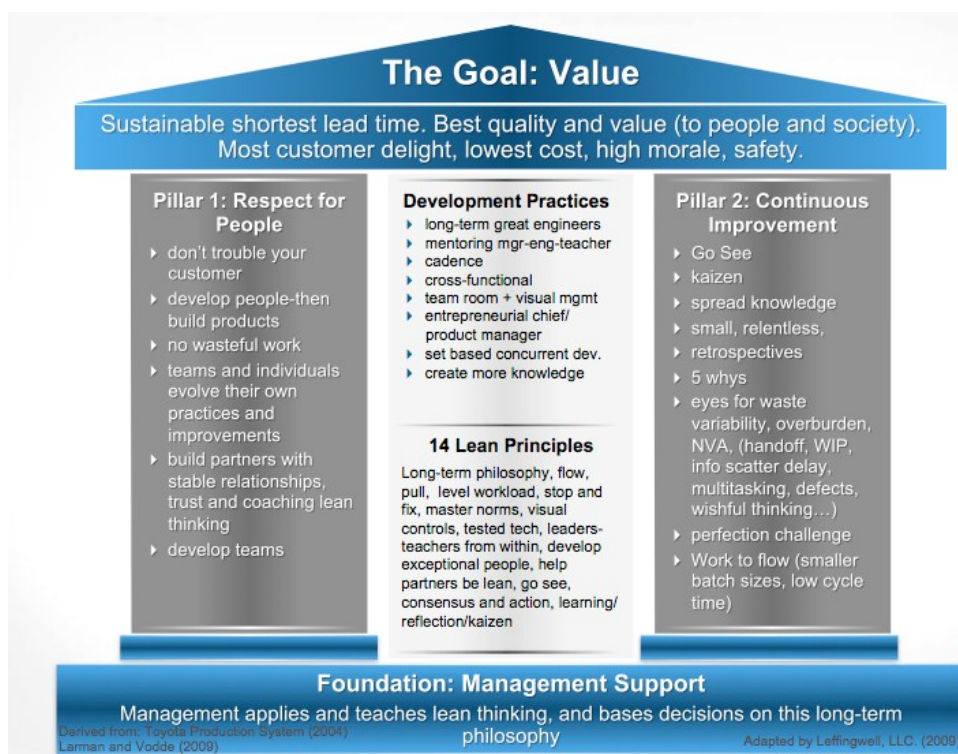 The Goal: Value
Sustainable shortest lead time. Best quality and value (to people and society).
Most customer delight, lowest cost, high morale, safety.
Pillar 1: Respect for
People
don't trouble your
customer
develop people-then
build products
no wasteful work
teams and individuals
evolve their own
practices and
improvements
build partners with
stable relationships,
trust and coaching lean
thinking
develop teams
Development Practices
long-term great engineers
mentoring mgr-eng-teacher
cadence
cross-functional
team room + visual mgmt
entrepreneurial chief/
product manager
set based concurrent dev.
create more knowledge
14 Lean Principles
Long-term philosophy, flow,
pull, level workload, stop and
fix, master norms, visual
controls, tested tech, leaders-
teachers from within, develop
exceptional people, help
partners be lean, go see,
consensus and action, learning/
reflection/kaizen
Pillar 2: Continuous
Improvement
Go See
kaizen
spread knowledge
small, relentless,
retrospectives
5 whys
eyes for waste
variability, overburden,
NVA, (handoff, WIP,
info scatter delay,
multitasking, defects,
wishful thinking…)
perfection challenge
Work to flow (smaller
batch sizes, low cycle
time)
Foundation: Management Support
Management applies and teaches lean thinking, and bases decisions on this long-term
philosophy
Derived from: Toyota Production System (2004)
Larman and Vodde (2009)
Adapted by Leffingwell, LLC. (2009